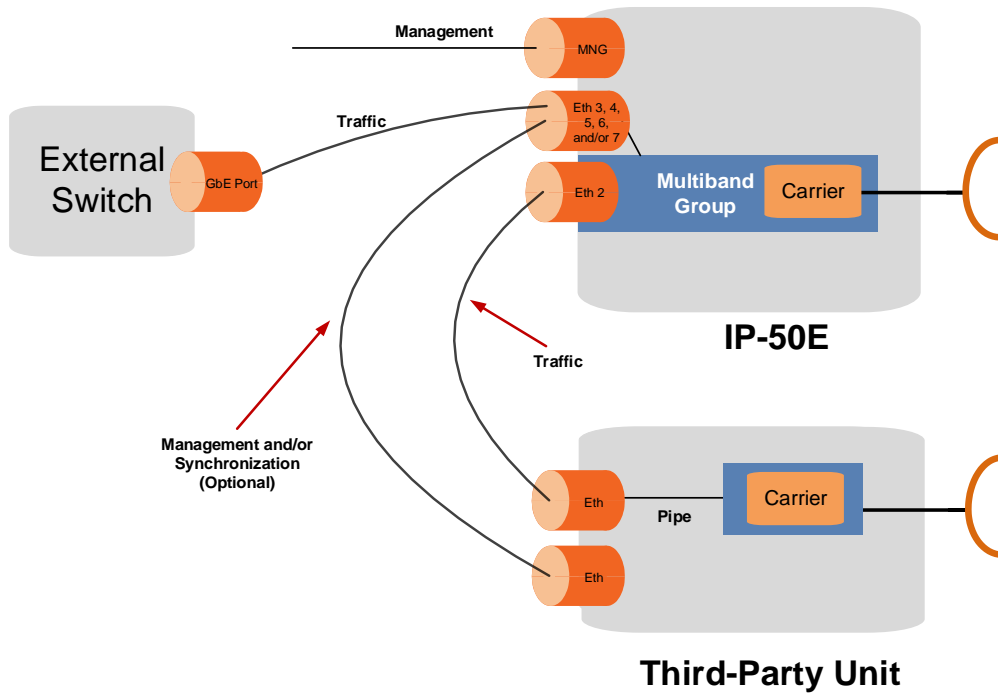 Management
MNG
Eth 3, 4,
5, 6,
and/or 7
Traffic
External
Switch
GbE Port
Eth 2
Multiband
Group
Carrier
IP-50E
Traffic
Management and/or
Synchronization
(Optional)
Eth
Pipe
Carrier
Eth
Third-Party Unit